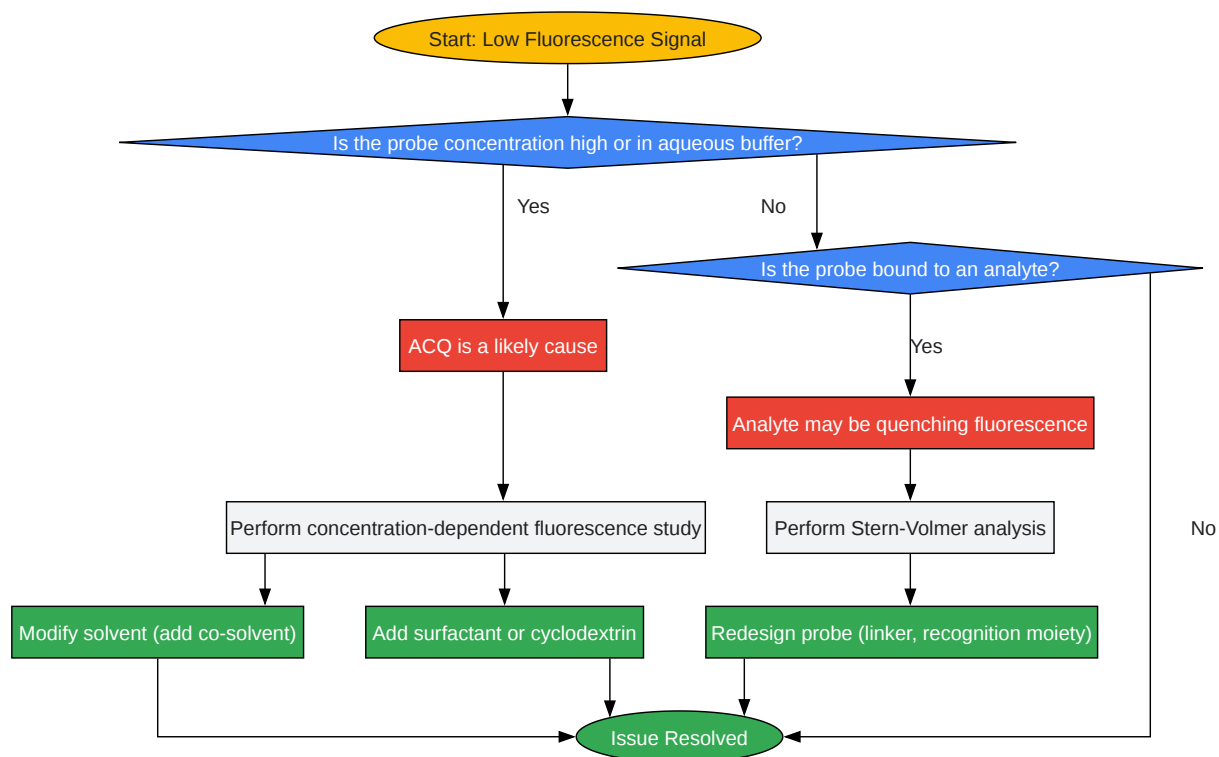 Start: Low Fluorescence Signal
Is the probe concentration high or in aqueous buffer?
Yes
No
Is the probe bound to an analyte?
ACQ is a likely cause
Yes
Analyte may be quenching fluorescence
Perform concentration-dependent fluorescence study
Perform Stern-Volmer analysis
No
Modify solvent (add co-solvent)
Add surfactant or cyclodextrin
Redesign probe (linker, recognition moiety)
Issue Resolved